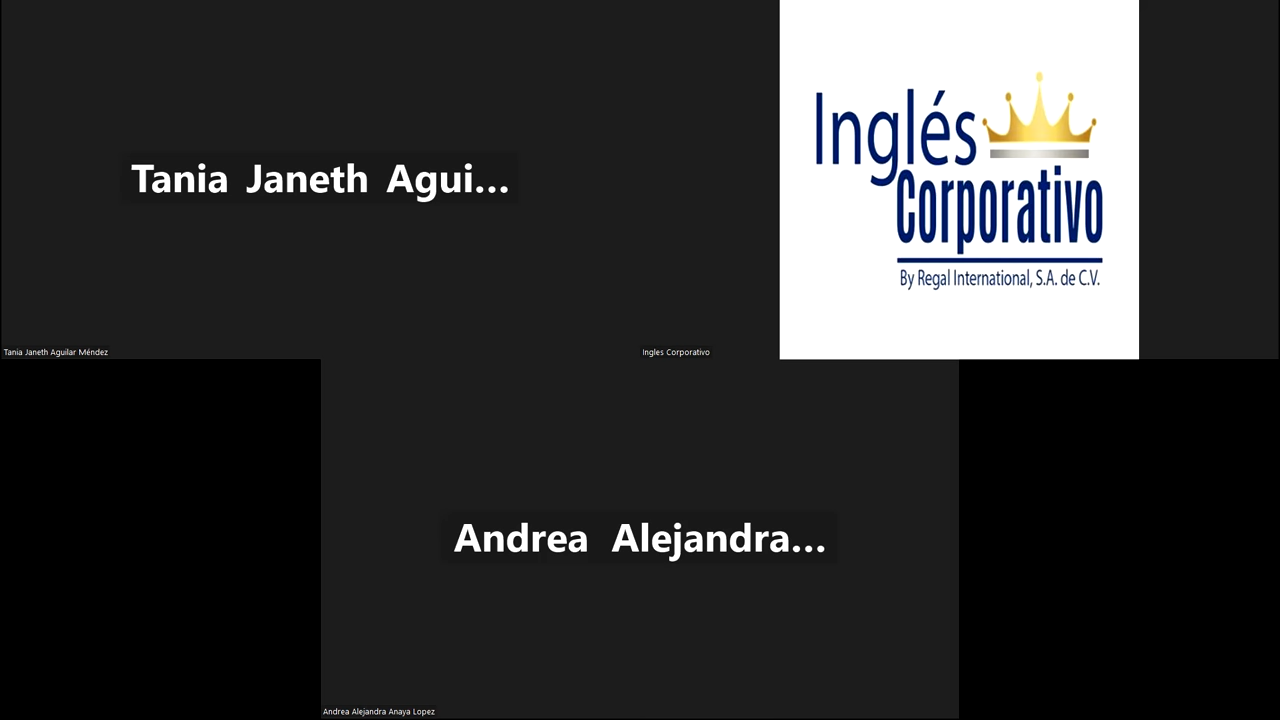 Tania Janeth Agui...
Inglés
Corporativo
By Regal International, S.A. de C.V.
Tania Janeth Aguilar Méndez
Ingles Corporativo
Andrea Alejandra...
Andrea Alejandra Anaya Lopez